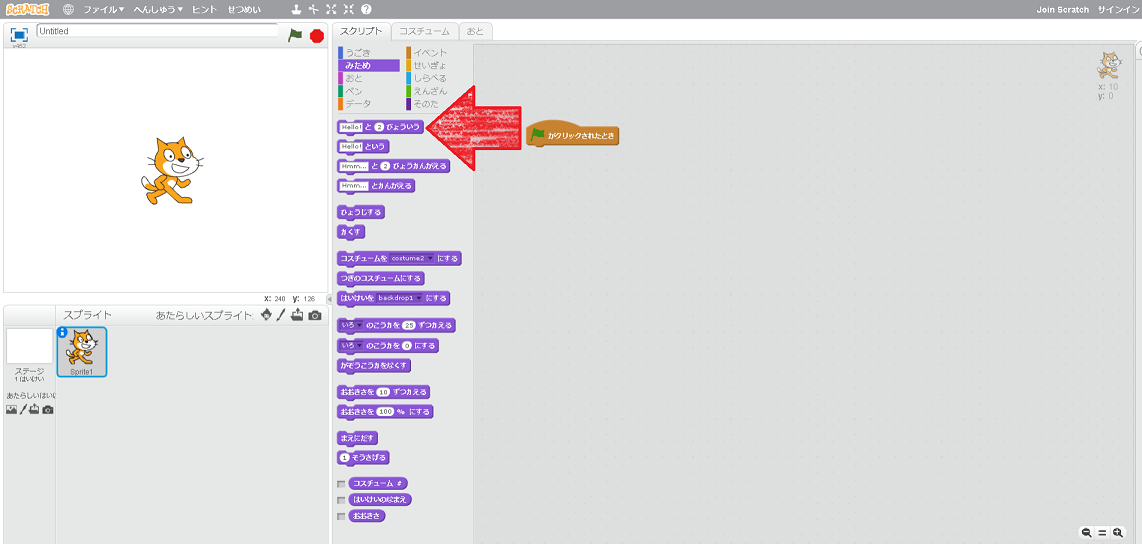 SCRATCH ファイル▼ へんしゅう▼ ヒント せつめい Join Scratch サインイン
Untitled
v462
スクリプト コスチューム おと
うごき イベント
みため せいぎょ
おと しらべる
ペン えんざん
データ そのた
Hello! と 2 びょういう
Hello! という
Hmm... と 2 びょうかんがえる
Hmm... とかんがえる
ひょうじする
かくす
コスチュームを costume2 にする
つぎのコスチュームにする
はいけいを backdrop1 にする
いろ のこうかを 25 ずつかえる
いろ のこうかを 0 にする
がぞうこうかをなくす
おおきさを 10 ずつかえる
おおきさを 100 % にする
まえにだす
1 そうさげる
コスチューム #
はいけいのなまえ
おおきさ
がクリックされたとき
x: 10
y: 0
x: 240 y: 126
スプライト あたらしいスプライト:
ステージ
1 はいけい
あたらしいはいけ
Sprite1